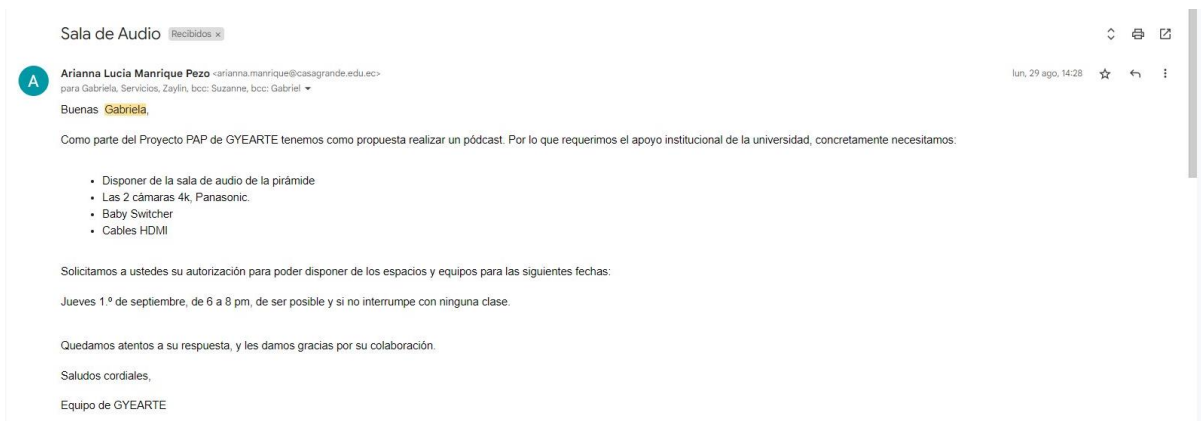 Sala de Audio Recibidos ×
A
Arianna Lucia Manrique Pezo <arianna.manrique@casagrande.edu.ec>
lun, 29 ago, 14:28
para Gabriela, Servicios, Zaylin, bcc: Suzanne, bcc: Gabriel
Buenas Gabriela,
Como parte del Proyecto PAP de GYEARTE tenemos como propuesta realizar un pódcast. Por lo que requerimos el apoyo institucional de la universidad, concretamente necesitamos:
• Disponer de la sala de audio de la pirámide
• Las 2 cámaras 4k, Panasonic.
• Baby Switcher
• Cables HDMI
Solicitamos a ustedes su autorización para poder disponer de los espacios y equipos para las siguientes fechas:
Jueves 1.º de septiembre, de 6 a 8 pm, de ser posible y si no interrumpe con ninguna clase.
Quedamos atentos a su respuesta, y les damos gracias por su colaboración.
Saludos cordiales,
Equipo de GYEARTE